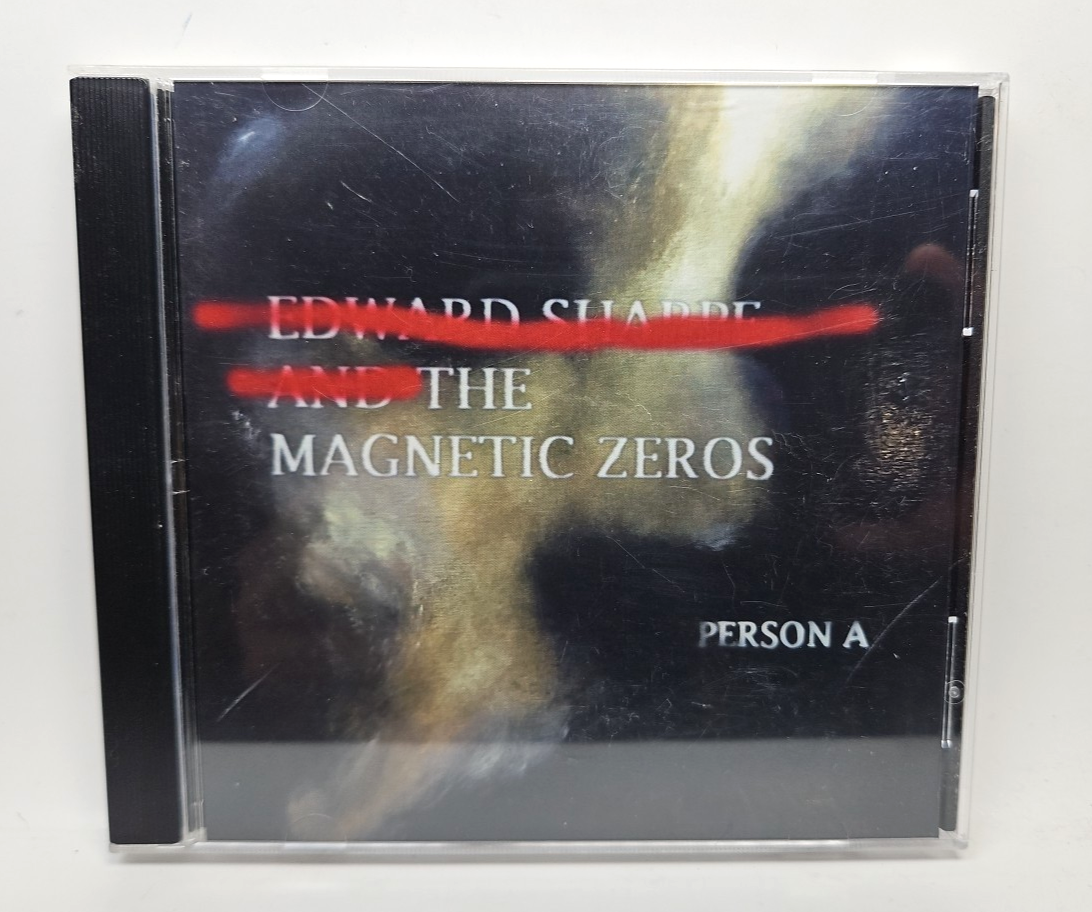 EDWARD SHARPE
AND THE
MAGNETIC ZEROS
PERSON A